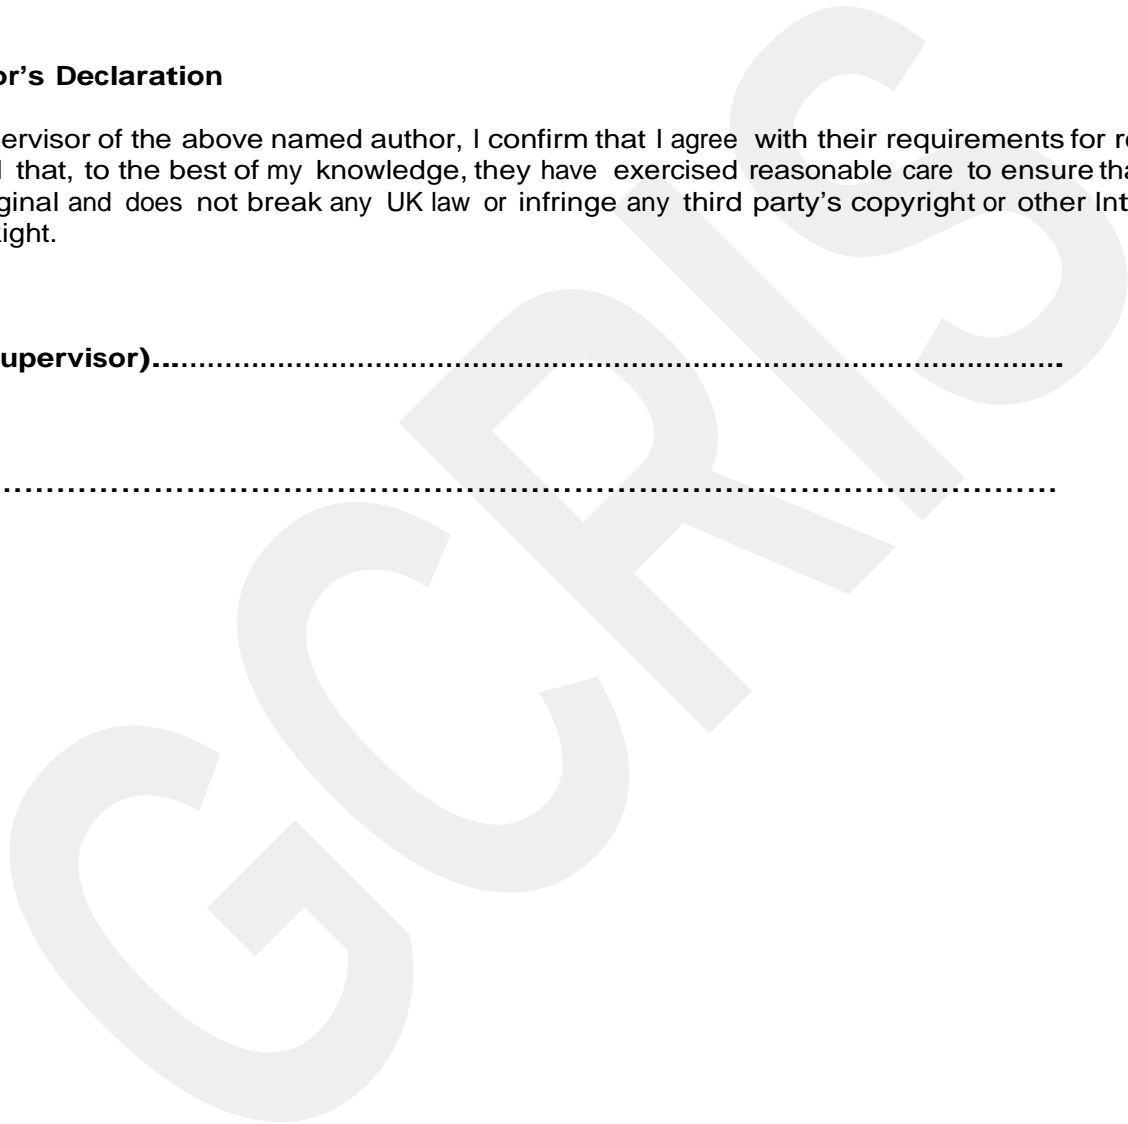 or’s Declaration
ervisor of the above named author, I confirm that I agree with their requirements for re
that, to the best of my knowledge, they have exercised reasonable care to ensure tha
ginal and does not break any UK law or infringe any third party’s copyright or other Int
ight.
upervisor)...............................................................................................................
...............................................................................................................
GCRIS